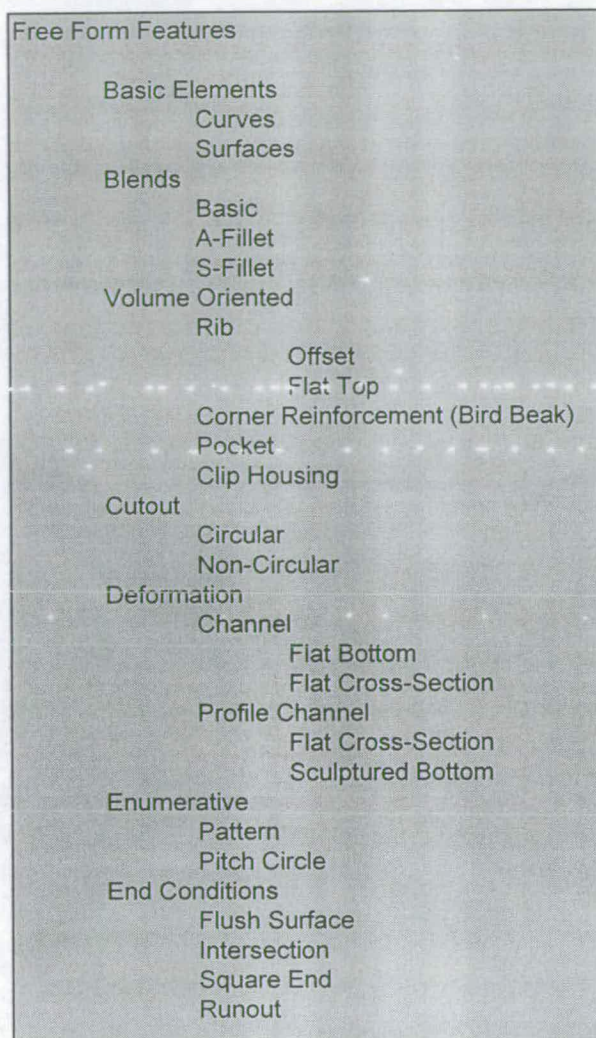 Free Form Features
Basic Elements
Curves
Surfaces
Blends
Basic
A-Fillet
S-Fillet
Volume Oriented
Rib
Offset
Flat Top
Corner Reinforcement (Bird Beak)
Pocket
Clip Housing
Cutout
Circular
Non-Circular
Deformation
Channel
Flat Bottom
Flat Cross-Section
Profile Channel
Flat Cross-Section
Sculptured Bottom
Enumerative
Pattern
Pitch Circle
End Conditions
Flush Surface
Intersection
Square End
Runout